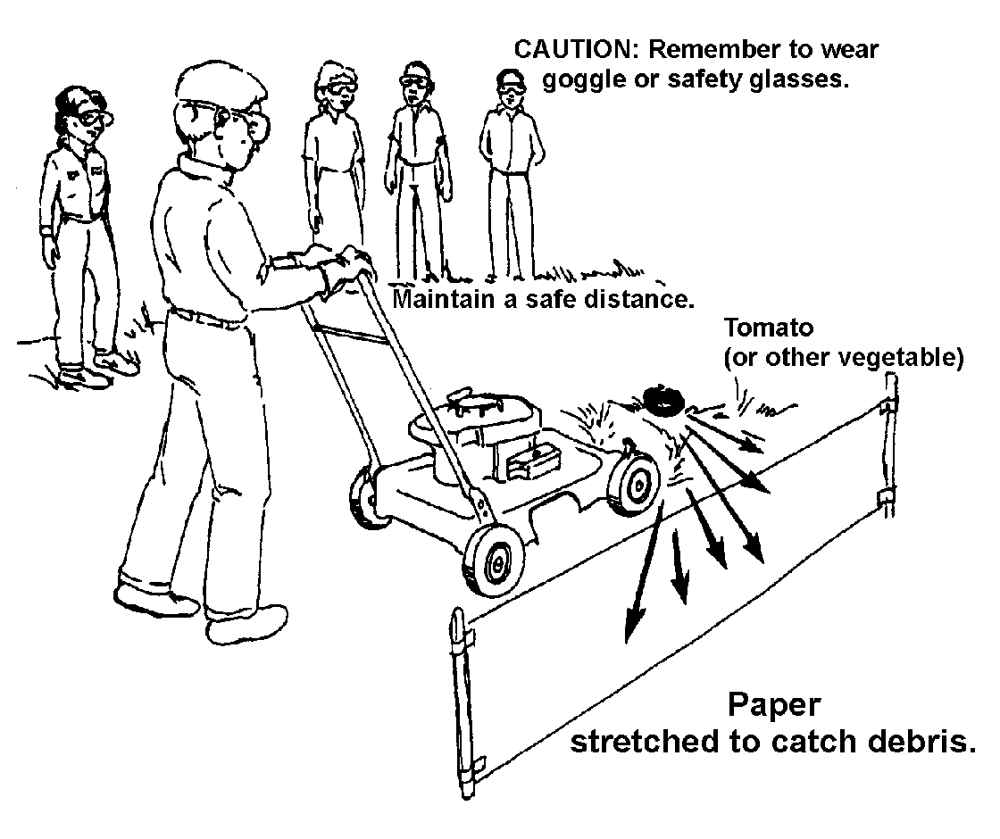 CAUTION: Remember to wear
goggle or safety glasses.
Maintain a safe distance.
Tomato
(or other vegetable)
Paper
stretched to catch debris.